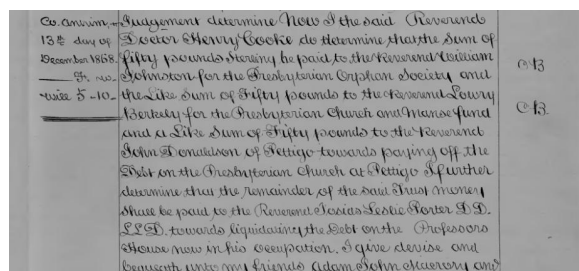 Co. Antrim,
13th day of
December 1868.
will 5-10-
Judgement determine Now I the said Reverend
Doctor Henry Cooke do determine that the sum of
fifty pounds sterling be paid to the Reverend William
Johnston for the Presbyterian Orphan Society and
the Like Sum of Fifty pounds to the Reverend Lowry
Berkely for the Presbyterian Church and Manse fund
and a Like Sum of Fifty pounds to the Reverend
John Donaldson of Pettigo towards paying off the
Debt on the Presbyterian Church at Pettigo I further
determine that the remainder of the said Trust money
shall be paid to the Reverend Josias Leslie Porter D.D.
LLD. towards liquidating the Debt on the Professors
House now in his occupation. I give devise and
bequeath unto my friends Adam John Macrory and